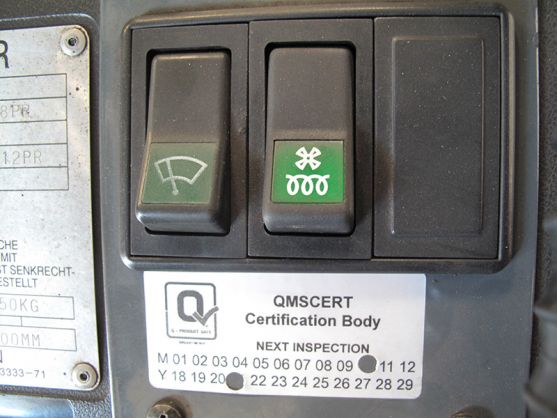 R
8PR
12PR
CHE
MIT
ST SENKRECHT-
ESTELLT
50KG
00MM
N
3333-71
Q
QMSCERT
Certification Body
NEXT INSPECTION
M 01 02 03 04 05 06 07 08 09 11 12
Y 18 19 20 22 23 24 25 26 27 28 29